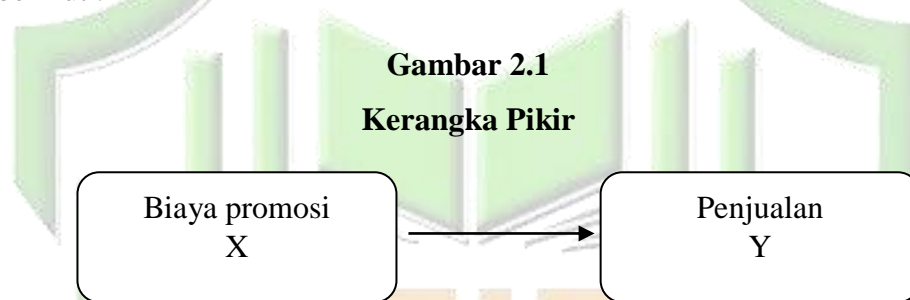 Gambar 2.1
Kerangka Pikir
Biaya promosi
X
Penjualan
Y